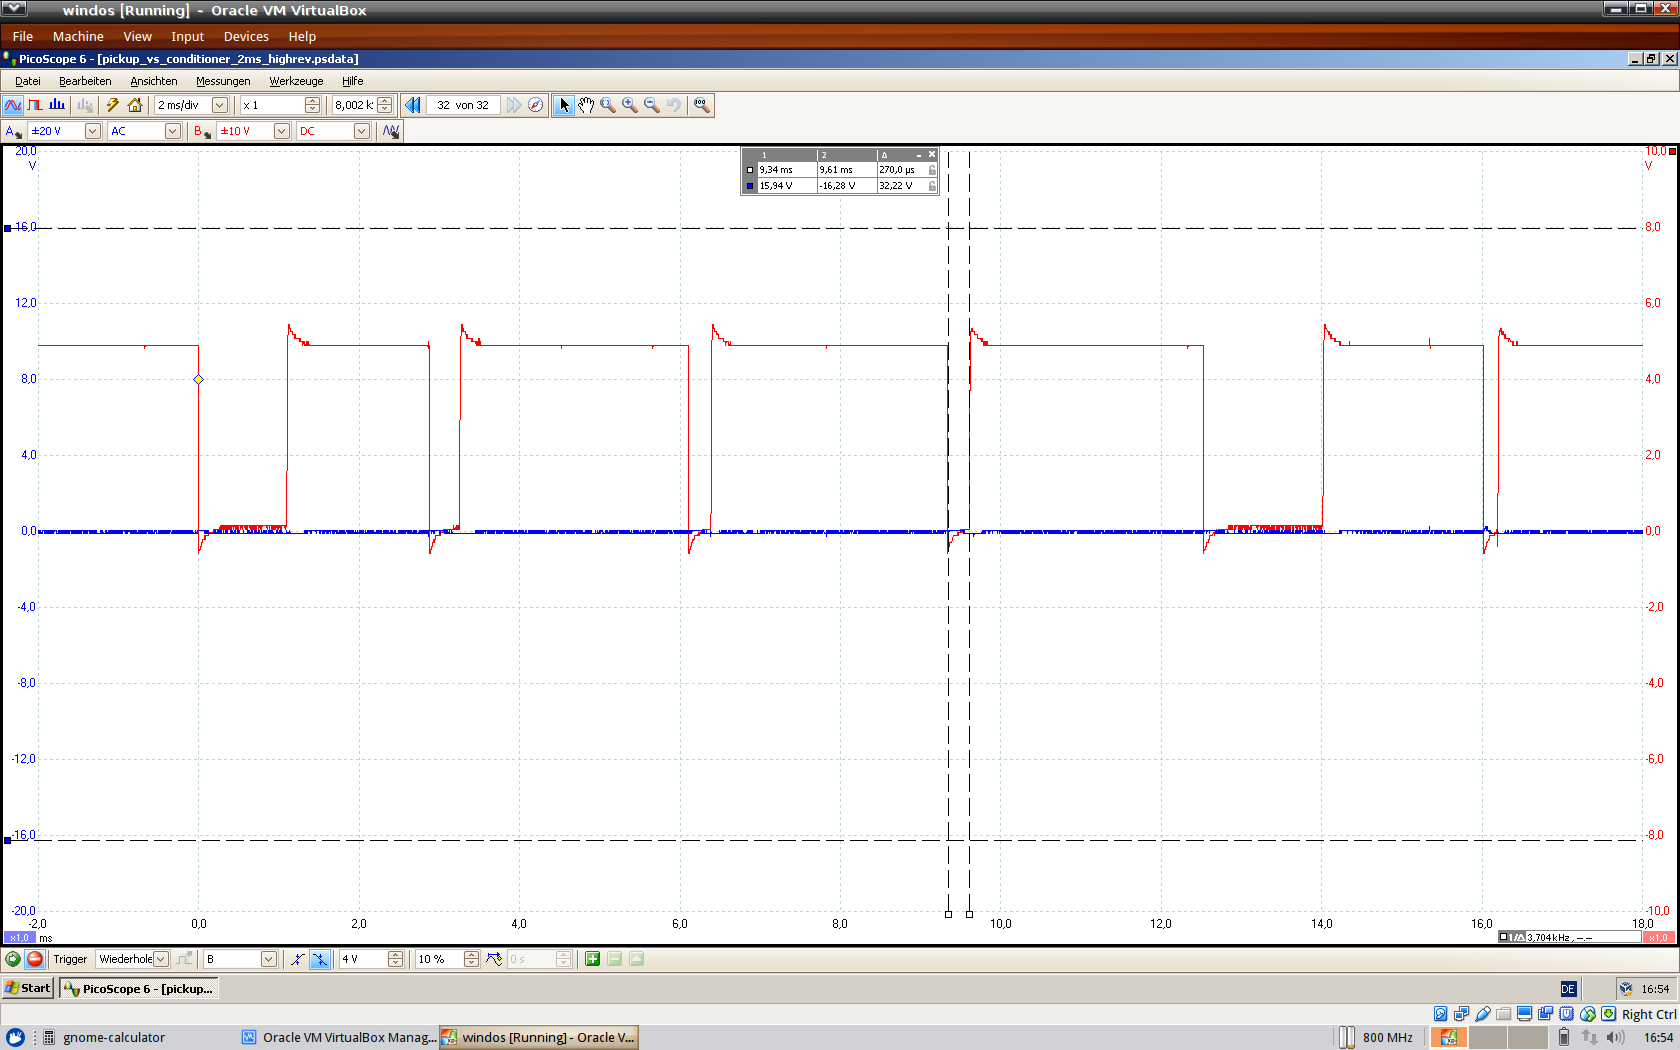 windos [Running] - Oracle VM VirtualBox
File Machine View Input Devices Help
PicoScope 6 - [pickup_vs_conditioner_2ms_highrev.psdata]
Datei Bearbeiten Ansichten Messungen Werkzeuge Hilfe
2 ms/div x 1 8,002 k 32 von 32
A ±20 V AC B ±10 V DC
20,0 10,0
V V
1 2 Δ
9,34 ms 9,61 ms 270,0 µs
15,94 V -16,28 V 32,22 V
16,0 8,0
12,0 6,0
8,0 4,0
4,0 2,0
0,0 0,0
-4,0 -2,0
-8,0 -4,0
-12,0 -6,0
-16,0 -8,0
-20,0 -10,0
-2,0 0,0 2,0 4,0 6,0 8,0 10,0 12,0 14,0 16,0 18,0
x1,0 ms 1/Δ 3,704 kHz , --.-- x1,0
Trigger Wiederhole B 4 V 10 % 0 s
Start PicoScope 6 - [pickup... DE 16:54
Right Ctrl
gnome-calculator Oracle VM VirtualBox Manag... windos [Running] - Oracle V... 800 MHz 16:54